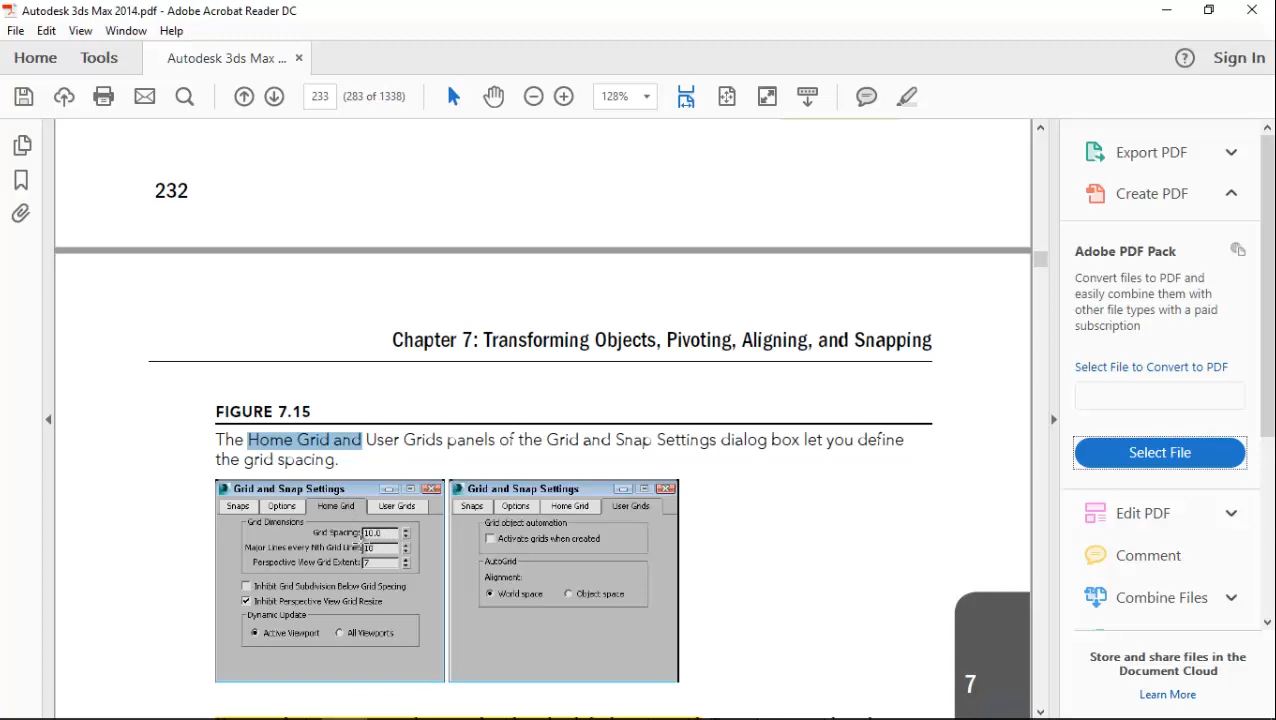 Autodesk 3ds Max 2014.pdf - Adobe Acrobat Reader DC
File Edit View Window Help
Home Tools Autodesk 3ds Max ... × ? Sign In
233 (283 of 1338) 128%
Export PDF
Create PDF
232
Adobe PDF Pack
Convert files to PDF and
easily combine them with
other file types with a paid
subscription
Chapter 7: Transforming Objects, Pivoting, Aligning, and Snapping
Select File to Convert to PDF
FIGURE 7.15
The Home Grid and User Grids panels of the Grid and Snap Settings dialog box let you define
the grid spacing.
Select File
Grid and Snap Settings
Snaps Options Home Grid User Grids
Grid Dimensions
Grid Spacing: 10.0
Major Lines every Nth Grid Line: 10
Perspective View Grid Extent: 7
Inhibit Grid Subdivision Below Grid Spacing
Inhibit Perspective View Grid Resize
Dynamic Update
Active Viewport All Viewports
Grid and Snap Settings
Snaps Options Home Grid User Grids
Grid object automation
Activate grids when created
AutoGrid
Alignment:
World space Object space
Edit PDF
Comment
Combine Files
Store and share files in the
Document Cloud
Learn More
7